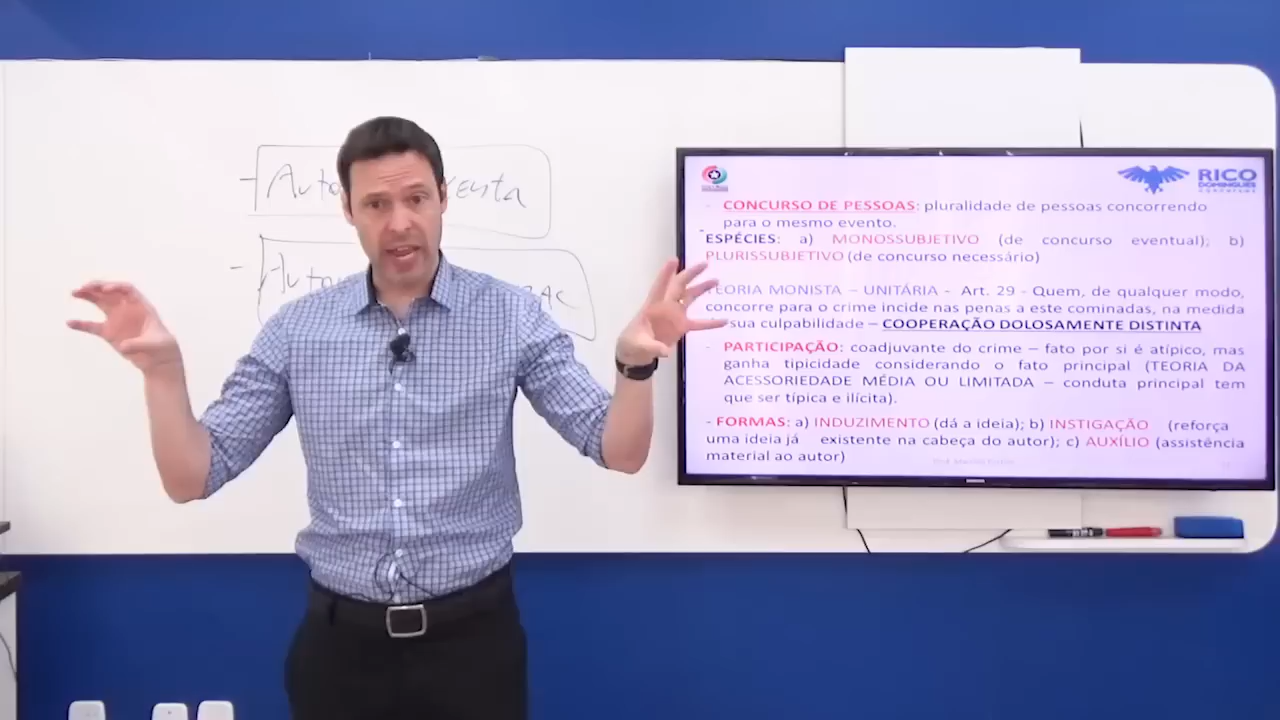 RICO
DOMINGUES
- CONCURSO DE PESSOAS: pluralidade de pessoas concorrendo
para o mesmo evento.
ESPÉCIES: a) MONOSSUBJETIVO (de concurso eventual); b)
PLURISSUBJETIVO (de concurso necessário)
TEORIA MONISTA – UNITÁRIA - Art. 29 - Quem, de qualquer modo,
concorre para o crime incide nas penas a este cominadas, na medida
sua culpabilidade – COOPERAÇÃO DOLOSAMENTE DISTINTA
- PARTICIPAÇÃO: coadjuvante do crime – fato por si é atípico, mas
ganha tipicidade considerando o fato principal (TEORIA DA
ACESSORIEDADE MÉDIA OU LIMITADA – conduta principal tem
que ser típica e ilícita).
- FORMAS: a) INDUZIMENTO (dá a ideia); b) INSTIGAÇÃO (reforça
uma ideia já existente na cabeça do autor); c) AUXÍLIO (assistência
material ao autor)